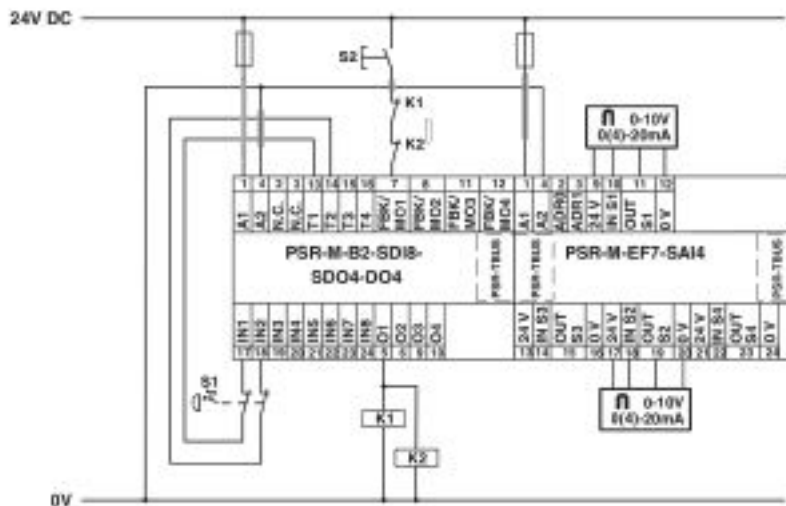 24V DC
S2
K1
K2
0-10V
0(4)-20mA
1 4 2 3 13 14 15 16 7 8 11 12 1 4 2 3 9 10 11 12
A1 A2 N.C. N.C. T1 T2 T3 T4 FBK/MO1 FBK/MO2 FBK/MO3 FBK/MO4 A1 A2 ADR0 ADR1 24 V IN S1 OUT S1 0 V
PSR-M-B2-SDI8-
SDO4-DO4
PSR-TBUS
PSR-TBUS
PSR-M-EF7-SAI4
PSR-TBUS
IN1 IN2 IN3 IN4 IN5 IN6 IN7 IN8 O1 O2 O3 O4 24 V IN S3 OUT S3 0 V 24 V IN S2 OUT S2 0 V 24 V IN S4 OUT S4 0 V
17 18 19 20 21 22 23 24 5 6 9 10 13 14 15 16 17 18 19 20 21 22 23 24
S1
K1
K2
0-10V
0(4)-20mA
0V